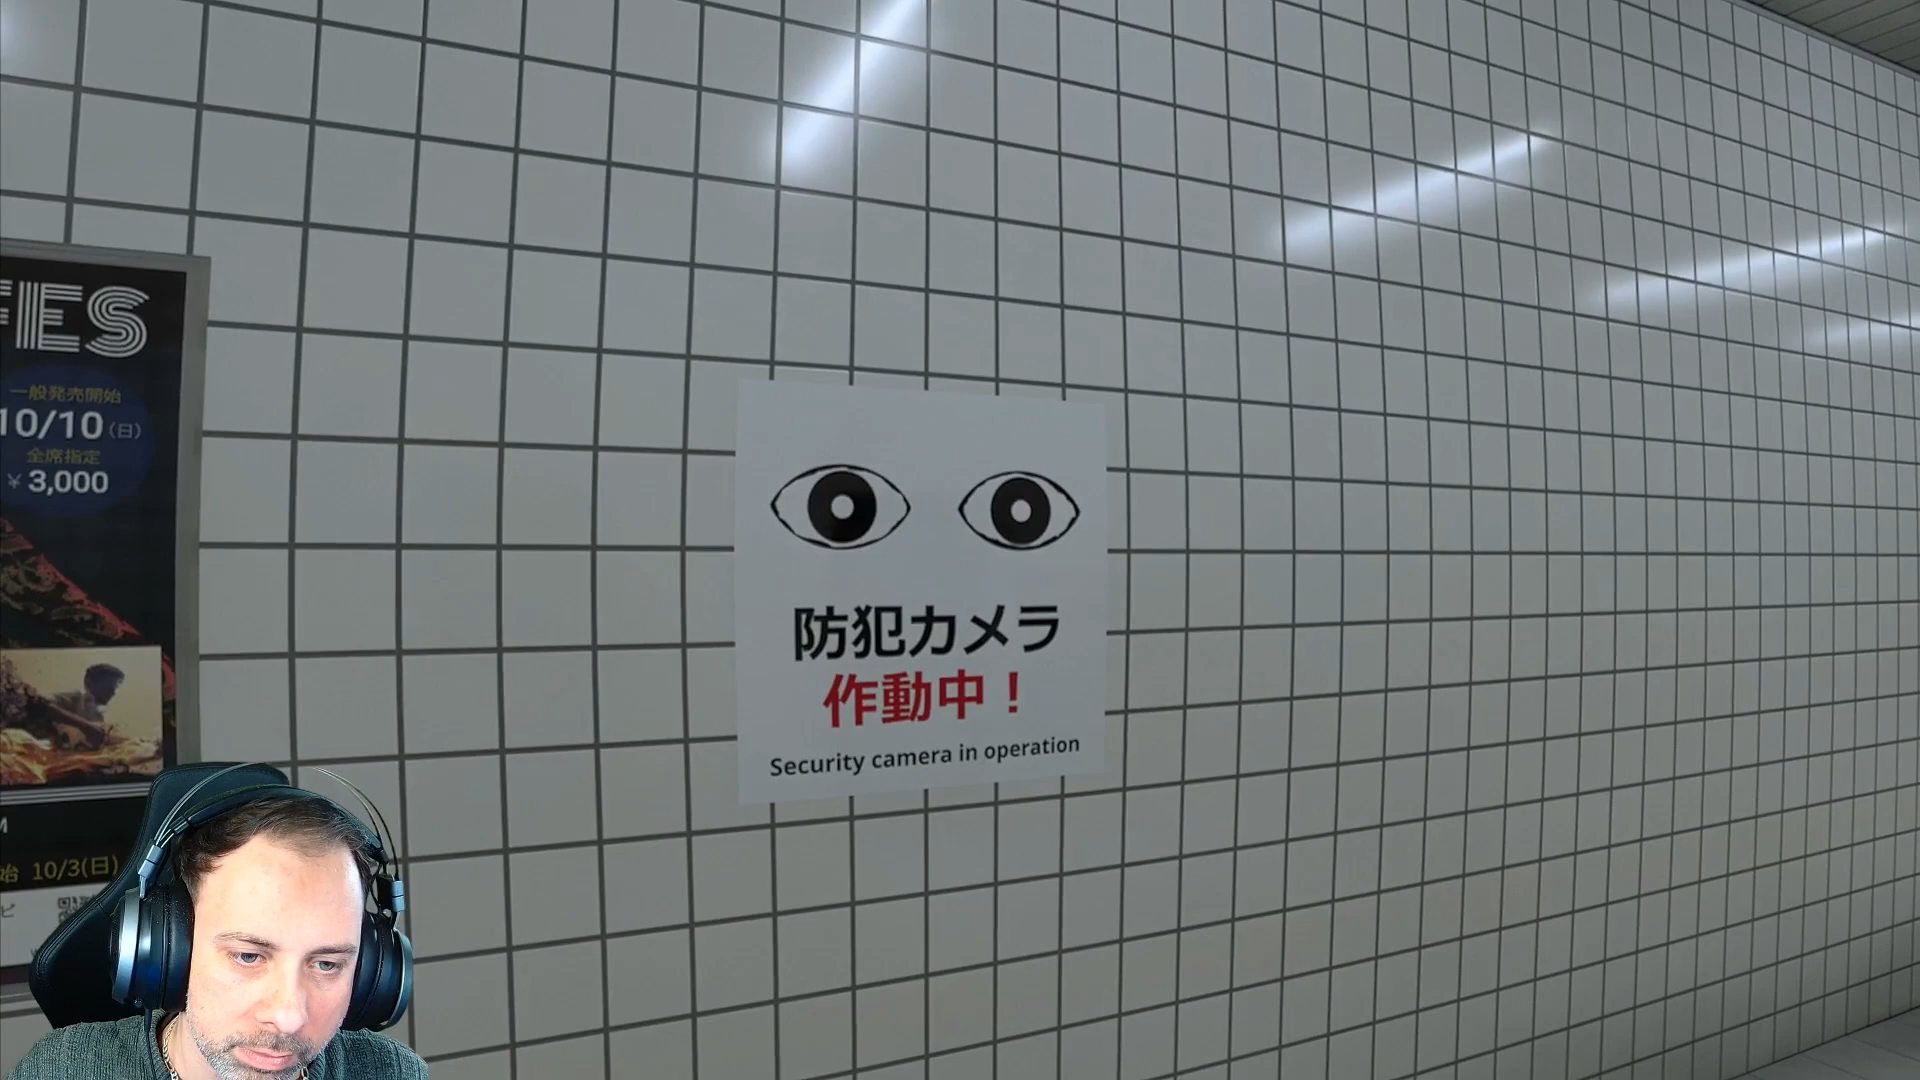 FES
一般発売開始
10/10(日)
全席指定
¥3,000
始 10/3(日)
防犯カメラ
作動中！
Security camera in operation